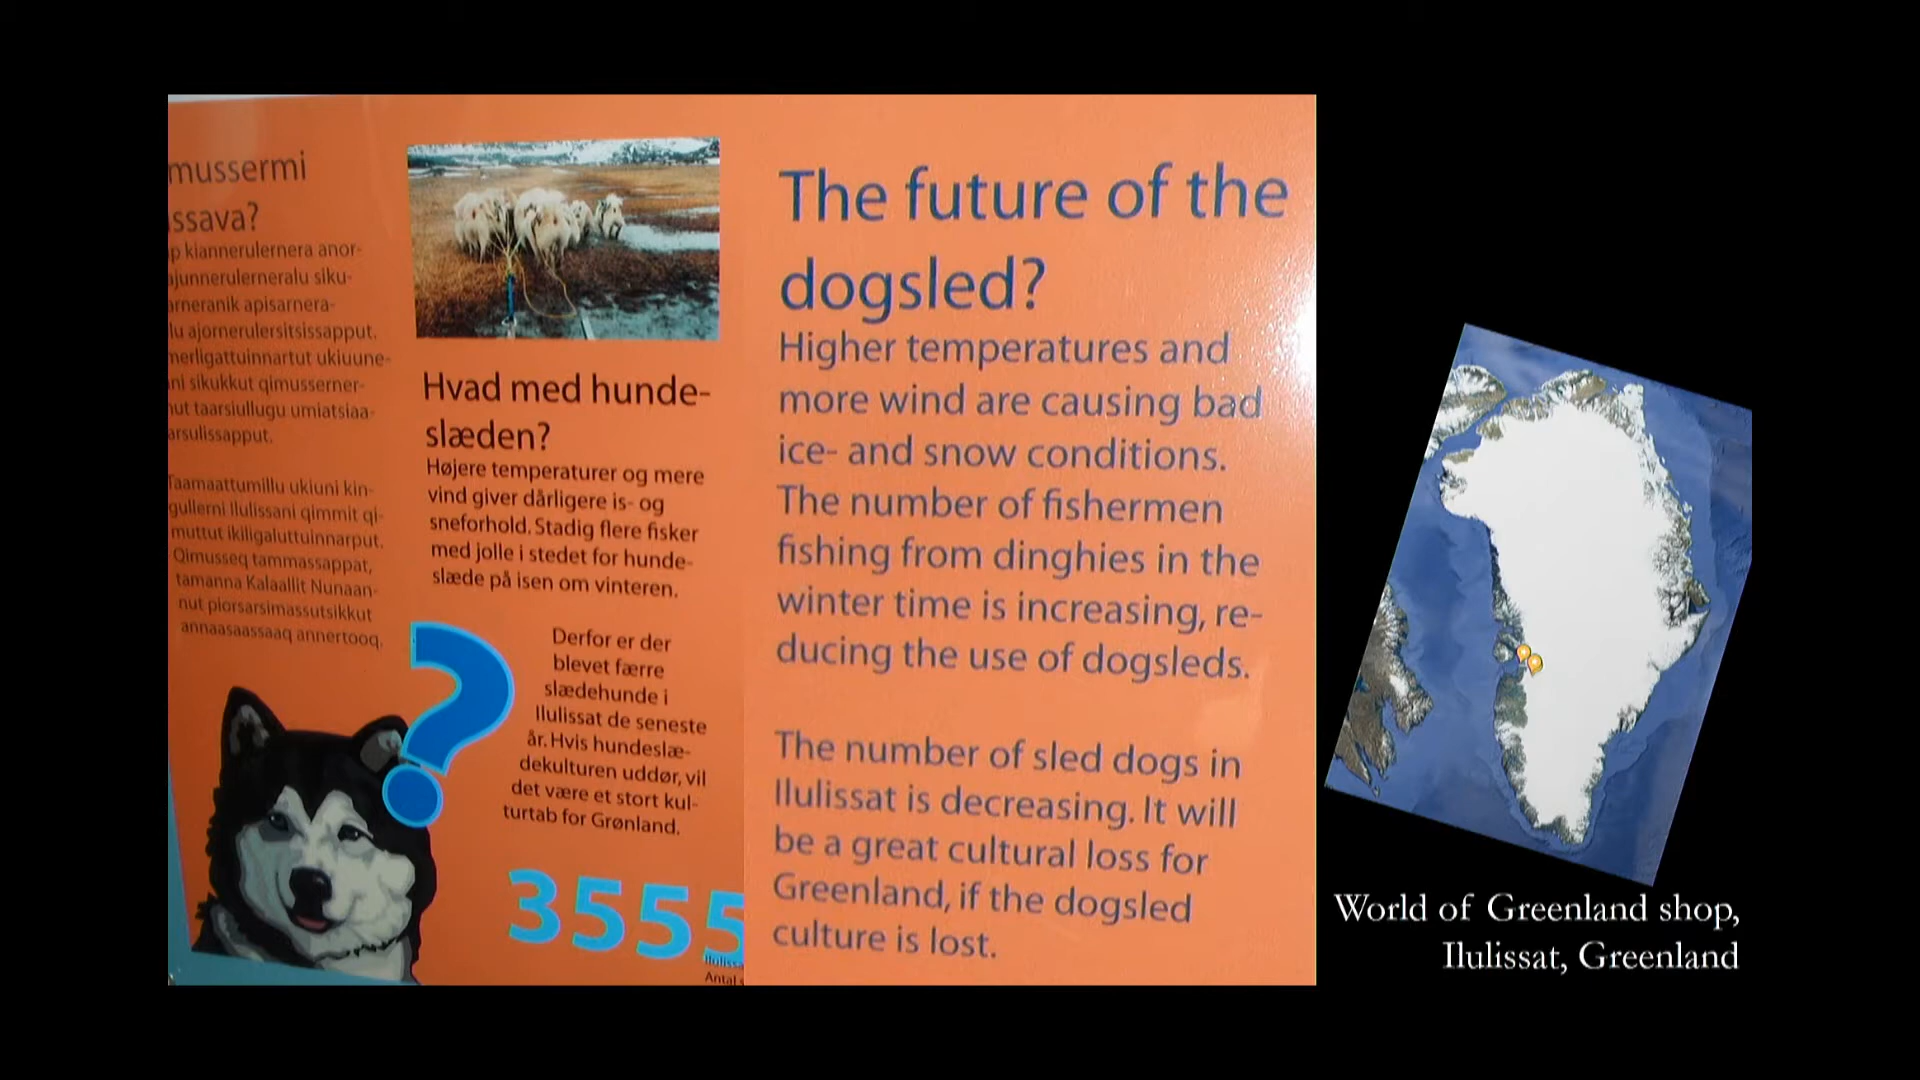 mussermi
ssava?
p kiannerulernera anor-
ajunnerulerneralu siku-
arneranik apisarnera-
lu ajornerulersitsissapput.
nerligattuinnartut ukiuune-
ni sikukkut qimusserner-
nut taarsiullugu umiatsiaa-
arsulissapput.
Taamaattumillu ukiuni kin-
gullerni Ilulissani qimmit qi-
muttut ikiligaluttuinnarput.
Qimusseq tammassappat,
tamanna Kalaallit Nunaan-
nut piorsarsimassutsikkut
annaasaassaaq annertooq.
Hvad med hunde-
slæden?
Højere temperaturer og mere
vind giver dårligere is- og
sneforhold. Stadig flere fisker
med jolle i stedet for hunde-
slæde på isen om vinteren.
Derfor er der
blevet færre
slædehunde i
Ilulissat de seneste
år. Hvis hundeslæ-
dekulturen uddør, vil
det være et stort kul-
turtab for Grønland.
3555
Ilulissa
Antal
The future of the
dogsled?
Higher temperatures and
more wind are causing bad
ice- and snow conditions.
The number of fishermen
fishing from dinghies in the
winter time is increasing, re-
ducing the use of dogsleds.
The number of sled dogs in
Ilulissat is decreasing. It will
be a great cultural loss for
Greenland, if the dogsled
culture is lost.
World of Greenland shop,
Ilulissat, Greenland